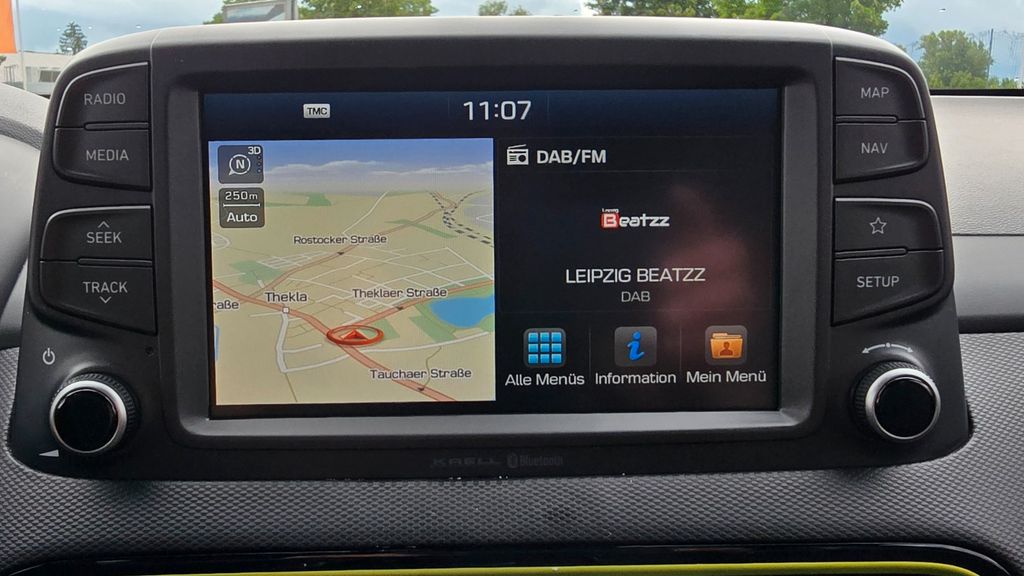 RADIO
MEDIA
SEEK
TRACK
TMC
11:07
3D
N
250m
Auto
Rostocker Straße
Thekla
Theklaer Straße
raße
Tauchaer Straße
DAB/FM
Leipzig
Beatzz
LEIPZIG BEATZZ
DAB
Alle Menüs
Information
Mein Menü
MAP
NAV
SETUP
KRELL Bluetooth